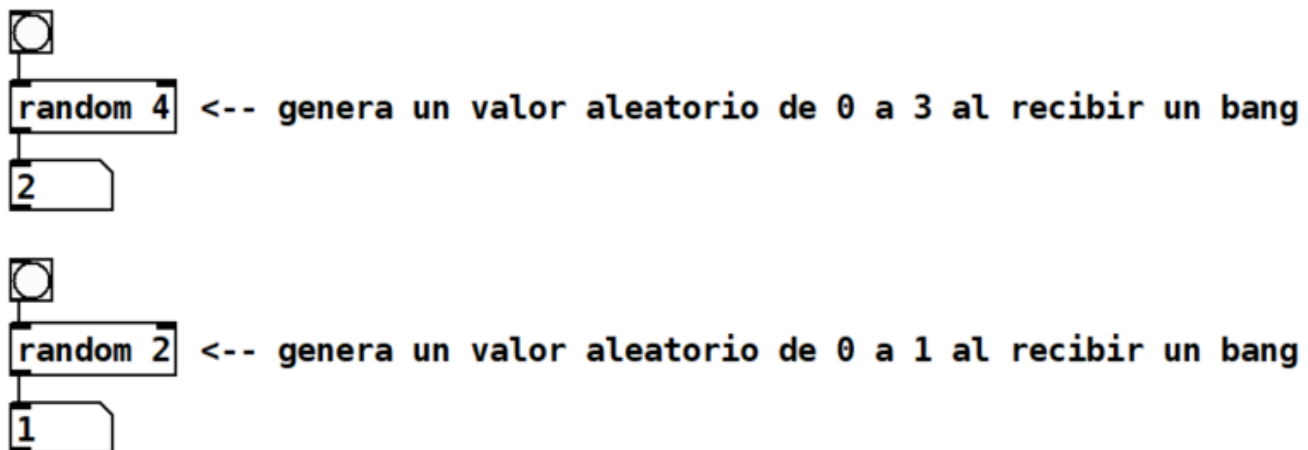 random 4 <-- genera un valor aleatorio de 0 a 3 al recibir un bang
2
random 2 <-- genera un valor aleatorio de 0 a 1 al recibir un bang
1